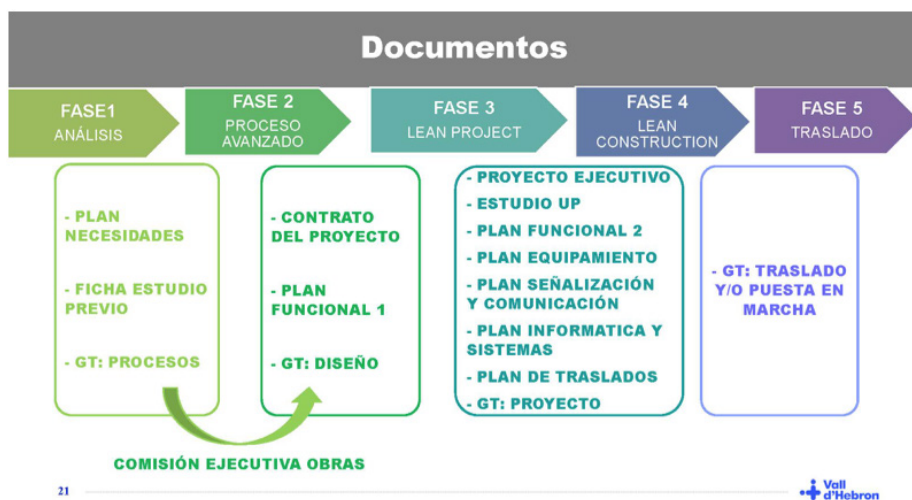 Documentos
FASE1
ANÁLISIS
FASE 2
PROCESO
AVANZADO
FASE 3
LEAN PROJECT
FASE 4
LEAN
CONSTRUCTION
FASE 5
TRASLADO
- PLAN
NECESIDADES
- FICHA ESTUDIO
PREVIO
- GT: PROCESOS
- CONTRATO
DEL PROYECTO
- PLAN
FUNCIONAL 1
- GT: DISEÑO
- PROYECTO EJECUTIVO
- ESTUDIO UP
- PLAN FUNCIONAL 2
- PLAN EQUIPAMIENTO
- PLAN SEÑALIZACIÓN
Y COMUNICACIÓN
- PLAN INFORMATICA Y
SISTEMAS
- PLAN DE TRASLADOS
- GT: PROYECTO
- GT: TRASLADO
Y/O PUESTA EN
MARCHA
COMISIÓN EJECUTIVA OBRAS
21
Vall
d'Hebron